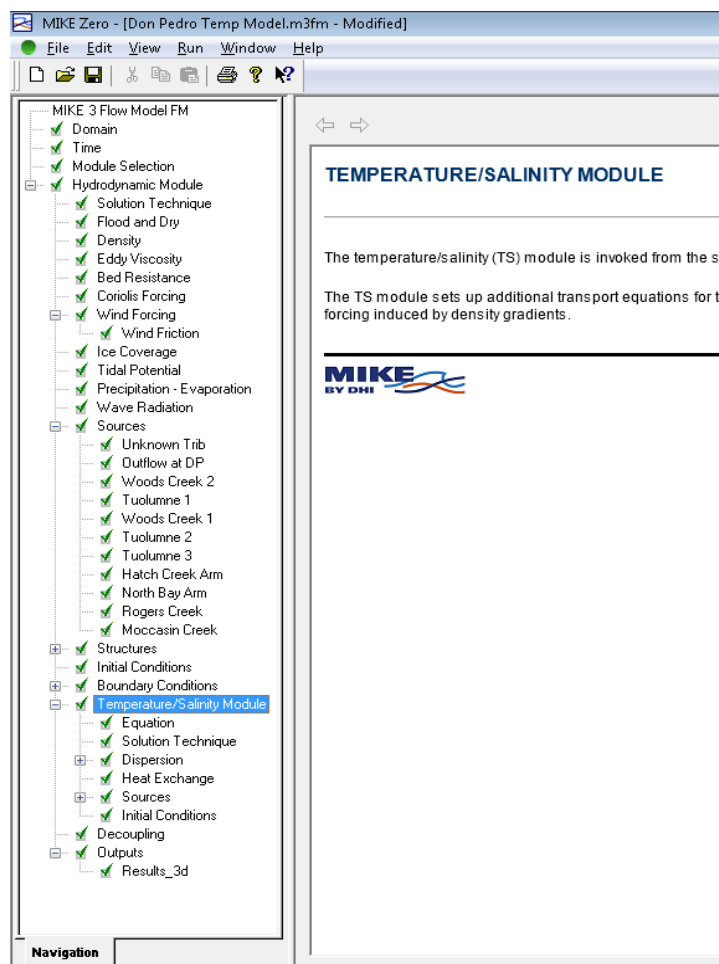 MIKE Zero - [Don Pedro Temp Model.m3fm - Modified]
File Edit View Run Window Help
MIKE 3 Flow Model FM
Domain
Time
Module Selection
Hydrodynamic Module
Solution Technique
Flood and Dry
Density
Eddy Viscosity
Bed Resistance
Coriolis Forcing
Wind Forcing
Wind Friction
Ice Coverage
Tidal Potential
Precipitation - Evaporation
Wave Radiation
Sources
Unknown Trib
Outflow at DP
Woods Creek 2
Tuolumne 1
Woods Creek 1
Tuolumne 2
Tuolumne 3
Hatch Creek Arm
North Bay Arm
Rogers Creek
Moccasin Creek
Structures
Initial Conditions
Boundary Conditions
Temperature/Salinity Module
Equation
Solution Technique
Dispersion
Heat Exchange
Sources
Initial Conditions
Decoupling
Outputs
Results_3d
Navigation
TEMPERATURE/SALINITY MODULE
The temperature/salinity (TS) module is invoked from the s
The TS module sets up additional transport equations for t
forcing induced by density gradients.
MIKE
BY DHI